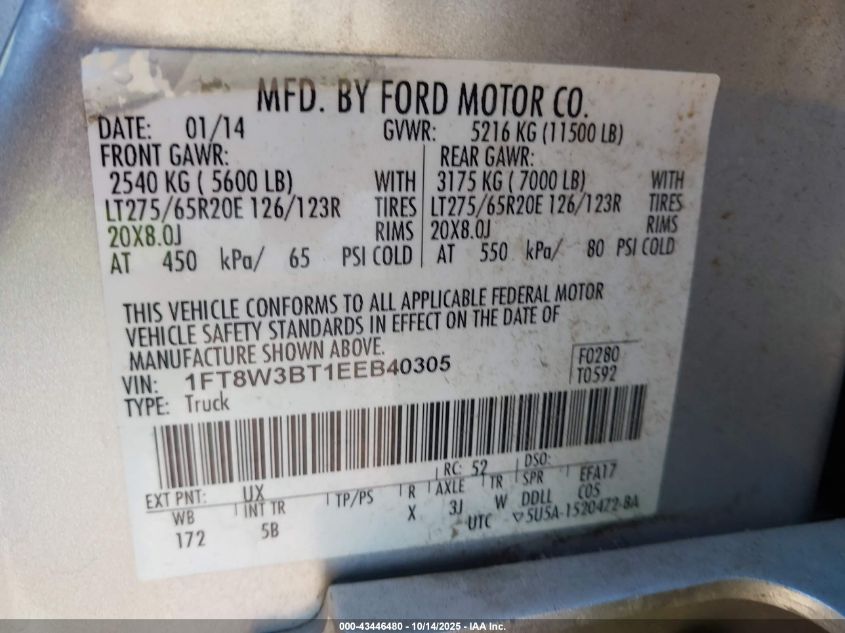 MFD. BY FORD MOTOR CO.
DATE: 01/14 GVWR: 5216 KG (11500 LB)
FRONT GAWR: REAR GAWR:
2540 KG ( 5600 LB) WITH 3175 KG ( 7000 LB) WITH
LT275/65R20E 126/123R TIRES LT275/65R20E 126/123R TIRES
20X8.0J RIMS 20X8.0J RIMS
AT 450 kPa/ 65 PSI COLD AT 550 kPa/ 80 PSI COLD
THIS VEHICLE CONFORMS TO ALL APPLICABLE FEDERAL MOTOR
VEHICLE SAFETY STANDARDS IN EFFECT ON THE DATE OF
MANUFACTURE SHOWN ABOVE.
VIN: 1FT8W3BT1EEB40305 F0280
TYPE: Truck T0592
EXT PNT: UX RC: 52 DSO:
WB INT TR TP/PS R AXLE TR SPR EFA17
172 5B X 3J W DDLL C05
UTC ▽5U5A-1520472-8A
000-43446480 - 10/14/2025 - IAA Inc.